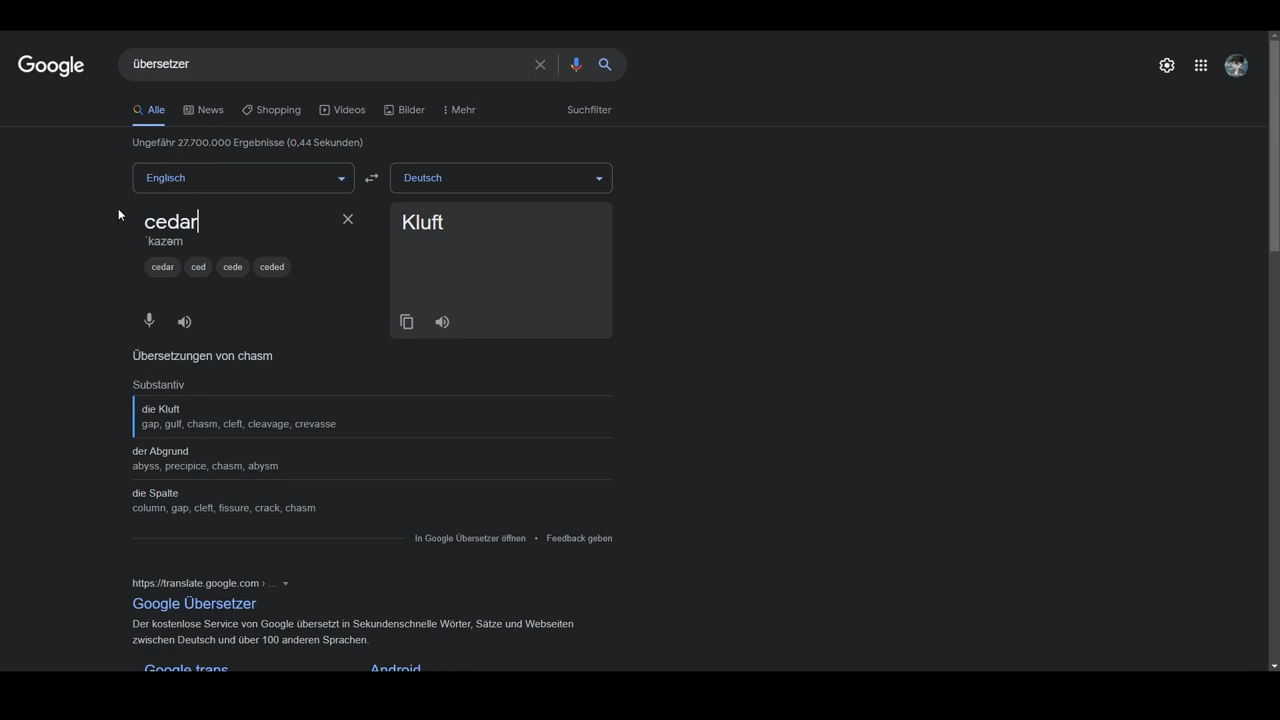 Google
übersetzer
Alle
News
Shopping
Videos
Bilder
Mehr
Suchfilter
Ungefähr 27.700.000 Ergebnisse (0,44 Sekunden)
Englisch
Deutsch
cedar
Kluft
ˈkazəm
cedar
ced
cede
ceded
Übersetzungen von chasm
Substantiv
die Kluft
gap, gulf, chasm, cleft, cleavage, crevasse
der Abgrund
abyss, precipice, chasm, abysm
die Spalte
column, gap, cleft, fissure, crack, chasm
In Google Übersetzer öffnen • Feedback geben
https://translate.google.com › ...
Google Übersetzer
Der kostenlose Service von Google übersetzt in Sekundenschnelle Wörter, Sätze und Webseiten
zwischen Deutsch und über 100 anderen Sprachen.
Google trans
Android